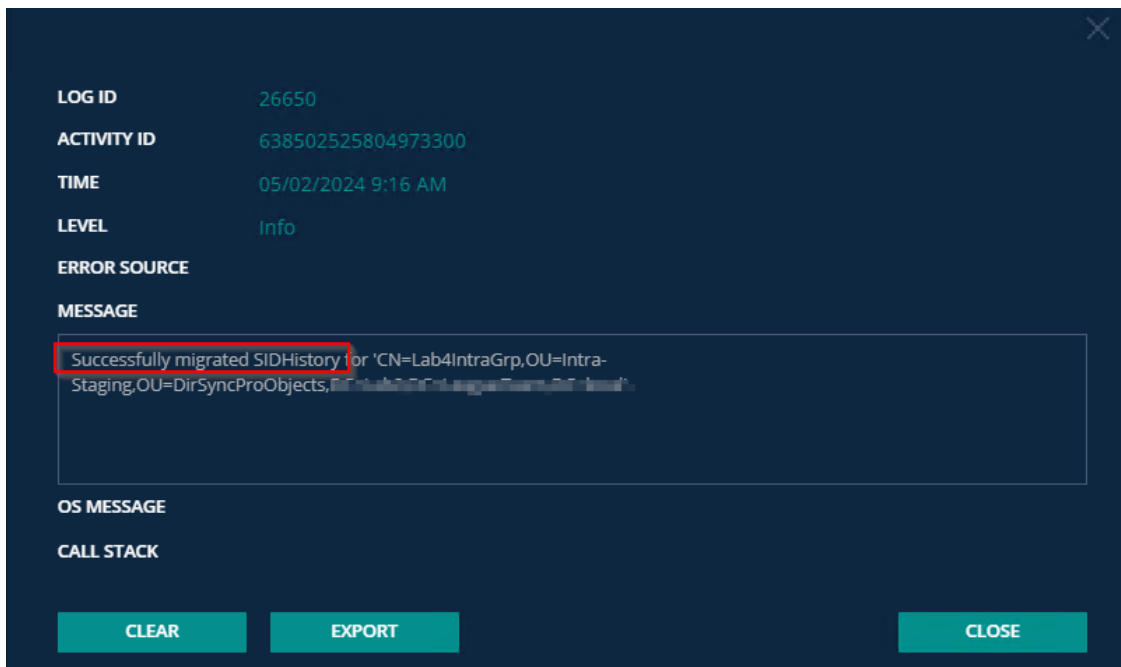 LOG ID 26650
ACTIVITY ID 638502525804973300
TIME 05/02/2024 9:16 AM
LEVEL Info
ERROR SOURCE
MESSAGE
Successfully migrated SIDHistory for 'CN=Lab4IntraGrp,OU=Intra-
Staging,OU=DirSyncProObjects,
OS MESSAGE
CALL STACK
CLEAR EXPORT CLOSE